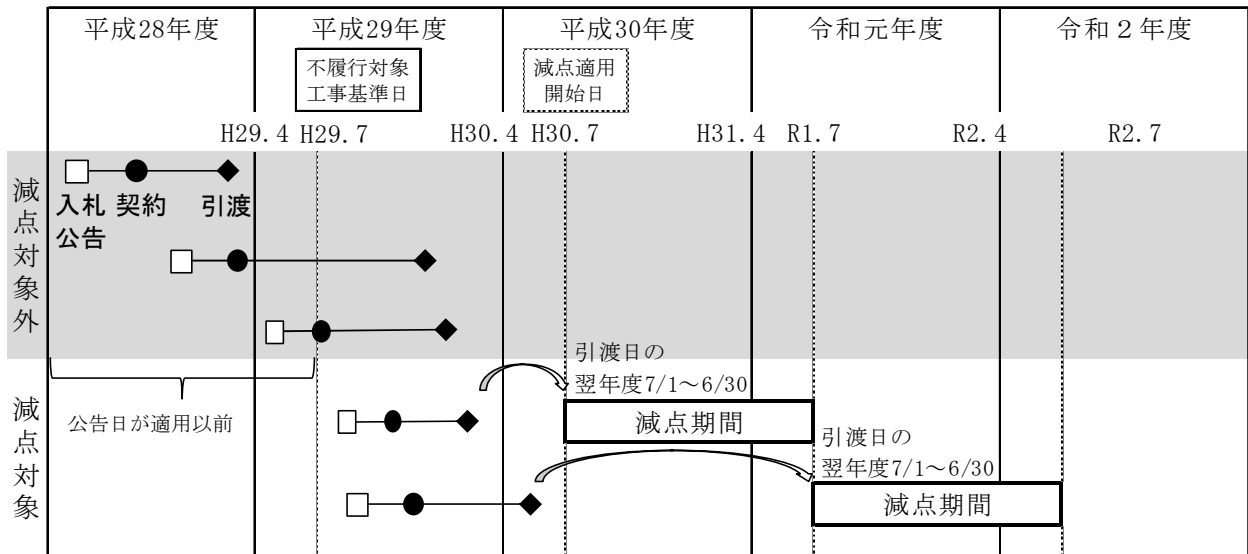 平成28年度
平成29年度
平成30年度
令和元年度
令和２年度
不履行対象
工事基準日
減点適用
開始日
H29.4
H29.7
H30.4
H30.7
H31.4
R1.7
R2.4
R2.7
減点対象外
入札
公告
契約
引渡
公告日が適用以前
減点対象
引渡日の
翌年度7/1～6/30
減点期間
引渡日の
翌年度7/1～6/30
減点期間